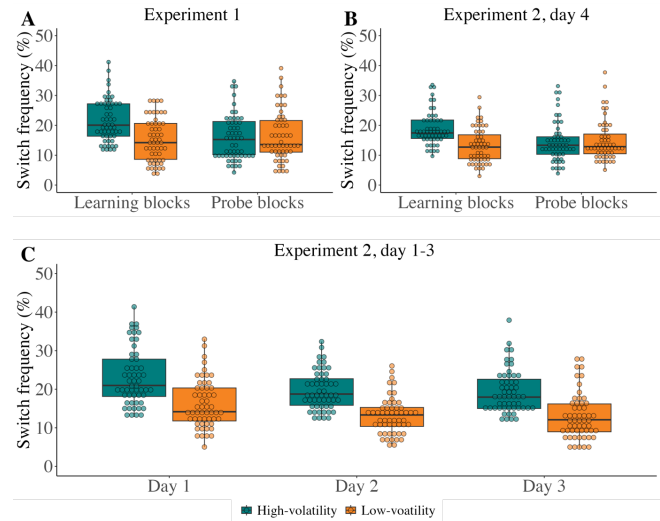 A
Experiment 1
Switch frequency (%)
50
40
30
20
10
0
Learning blocks
Probe blocks
B
Experiment 2, day 4
Switch frequency (%)
50
40
30
20
10
0
Learning blocks
Probe blocks
C
Experiment 2, day 1-3
Switch frequency (%)
50
40
30
20
10
0
Day 1
Day 2
Day 3
High-volatility
Low-voatility